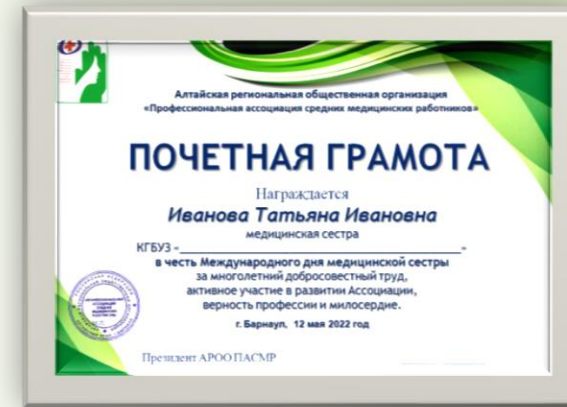 Алтайская региональная общественная организация
«Профессиональная ассоциация средних медицинских работников»
ПОЧЕТНАЯ ГРАМОТА
Награждается
Иванова Татьяна Ивановна
медицинская сестра
КГБУЗ «____________________________________________»
в честь Международного дня медицинской сестры
за многолетний добросовестный труд,
активное участие в развитии Ассоциации,
верность профессии и милосердие.
г. Барнаул, 12 мая 2022 год
Президент АРОО ПАСМР